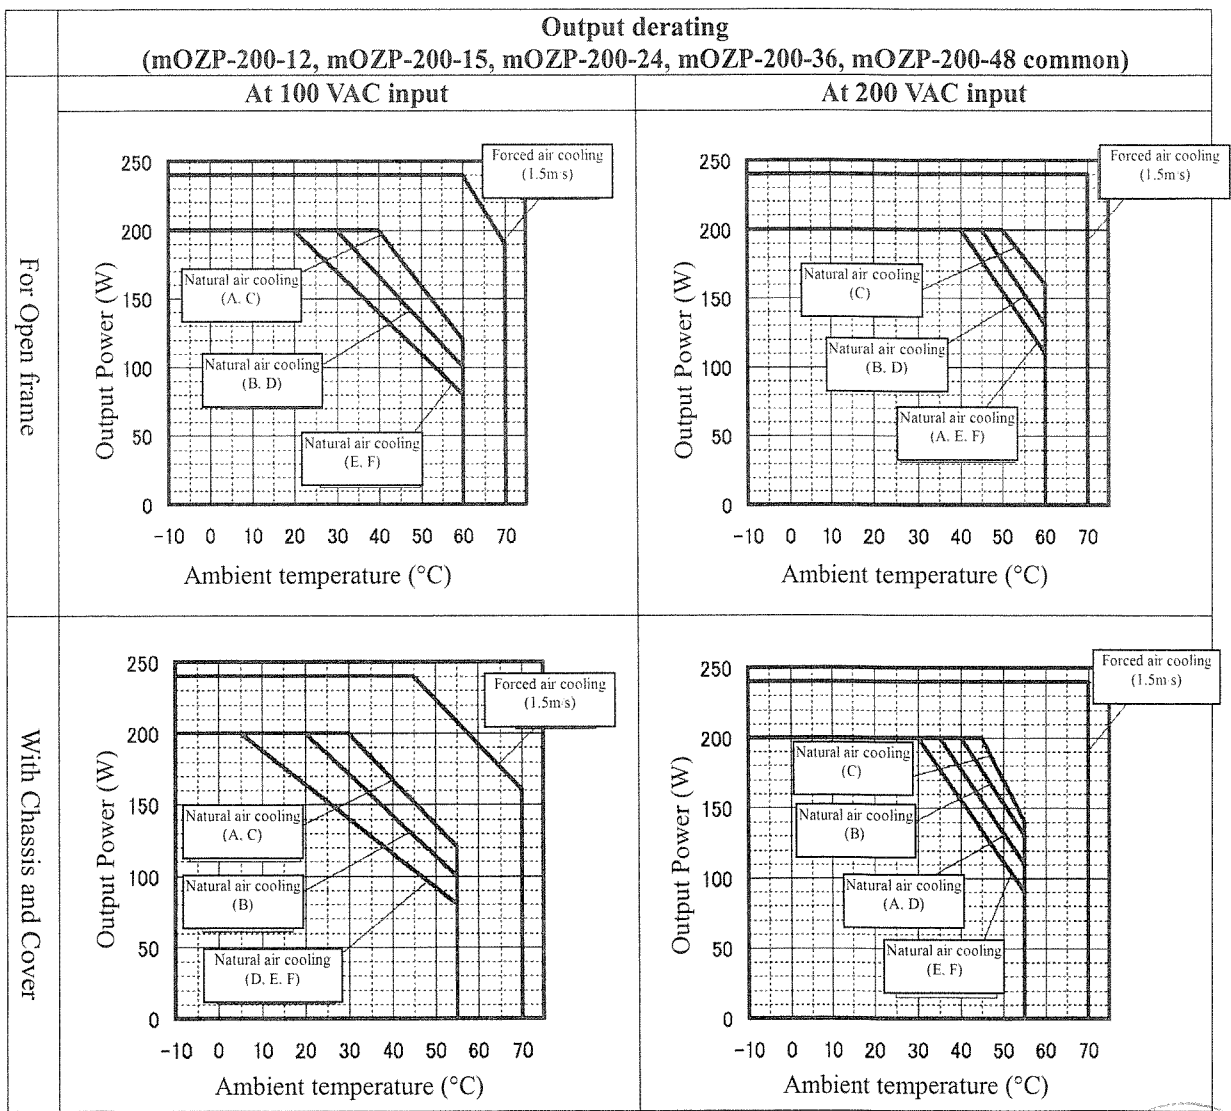 Output derating
(mOZP-200-12, mOZP-200-15, mOZP-200-24, mOZP-200-36, mOZP-200-48 common)
At 100 VAC input
At 200 VAC input
For Open frame
250
200
150
100
50
0
-10 0 10 20 30 40 50 60 70
Output Power (W)
Ambient temperature (°C)
Forced air cooling
(1.5m/s)
Natural air cooling
(A. C)
Natural air cooling
(B. D)
Natural air cooling
(E. F)
250
200
150
100
50
0
-10 0 10 20 30 40 50 60 70
Output Power (W)
Ambient temperature (°C)
Forced air cooling
(1.5m/s)
Natural air cooling
(C)
Natural air cooling
(B. D)
Natural air cooling
(A. E. F)
With Chassis and Cover
250
200
150
100
50
0
-10 0 10 20 30 40 50 60 70
Output Power (W)
Ambient temperature (°C)
Forced air cooling
(1.5m/s)
Natural air cooling
(A. C)
Natural air cooling
(B)
Natural air cooling
(D. E. F)
250
200
150
100
50
0
-10 0 10 20 30 40 50 60 70
Output Power (W)
Ambient temperature (°C)
Forced air cooling
(1.5m/s)
Natural air cooling
(C)
Natural air cooling
(B)
Natural air cooling
(A. D)
Natural air cooling
(E. F)